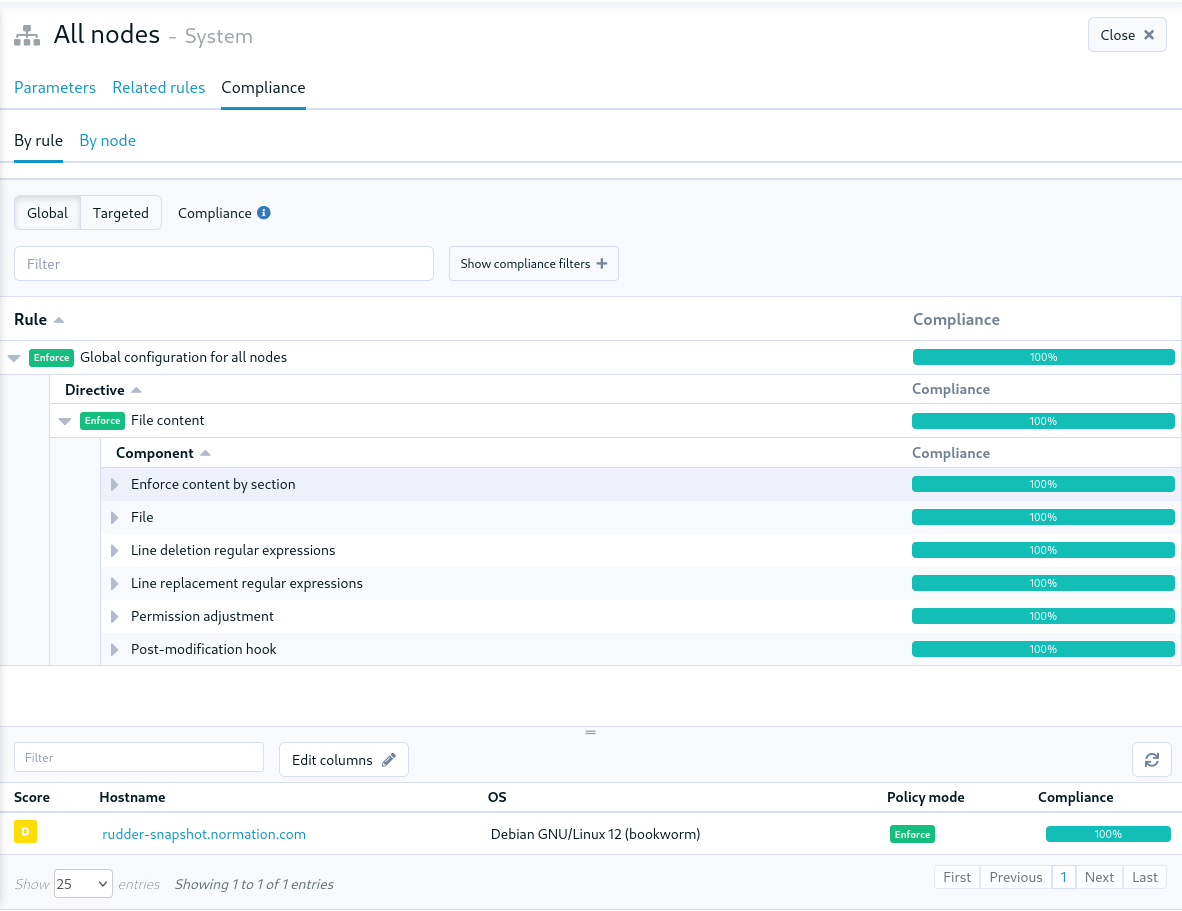 All nodes - System
Close
Parameters Related rules Compliance
By rule By node
Global Targeted Compliance
Filter Show compliance filters
Rule Compliance
Enforce Global configuration for all nodes 100%
Directive Compliance
Enforce File content 100%
Component Compliance
Enforce content by section 100%
File 100%
Line deletion regular expressions 100%
Line replacement regular expressions 100%
Permission adjustment 100%
Post-modification hook 100%
Filter Edit columns
Score Hostname OS Policy mode Compliance
D rudder-snapshot.normation.com Debian GNU/Linux 12 (bookworm) Enforce 100%
Show 25 entries Showing 1 to 1 of 1 entries First Previous 1 Next Last